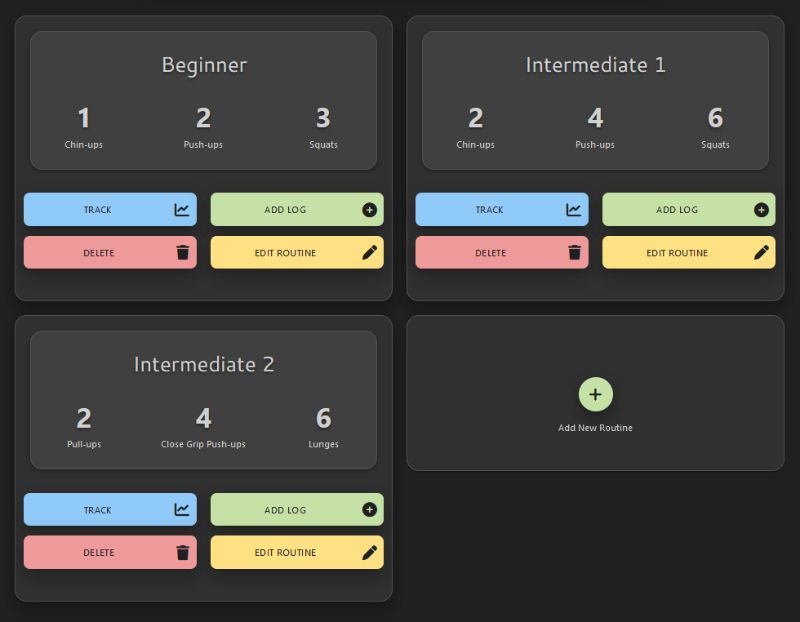 Beginner
1 2 3
Chin-ups Push-ups Squats
TRACK ADD LOG
DELETE EDIT ROUTINE
Intermediate 1
2 4 6
Chin-ups Push-ups Squats
TRACK ADD LOG
DELETE EDIT ROUTINE
Intermediate 2
2 4 6
Pull-ups Close Grip Push-ups Lunges
TRACK ADD LOG
DELETE EDIT ROUTINE
Add New Routine